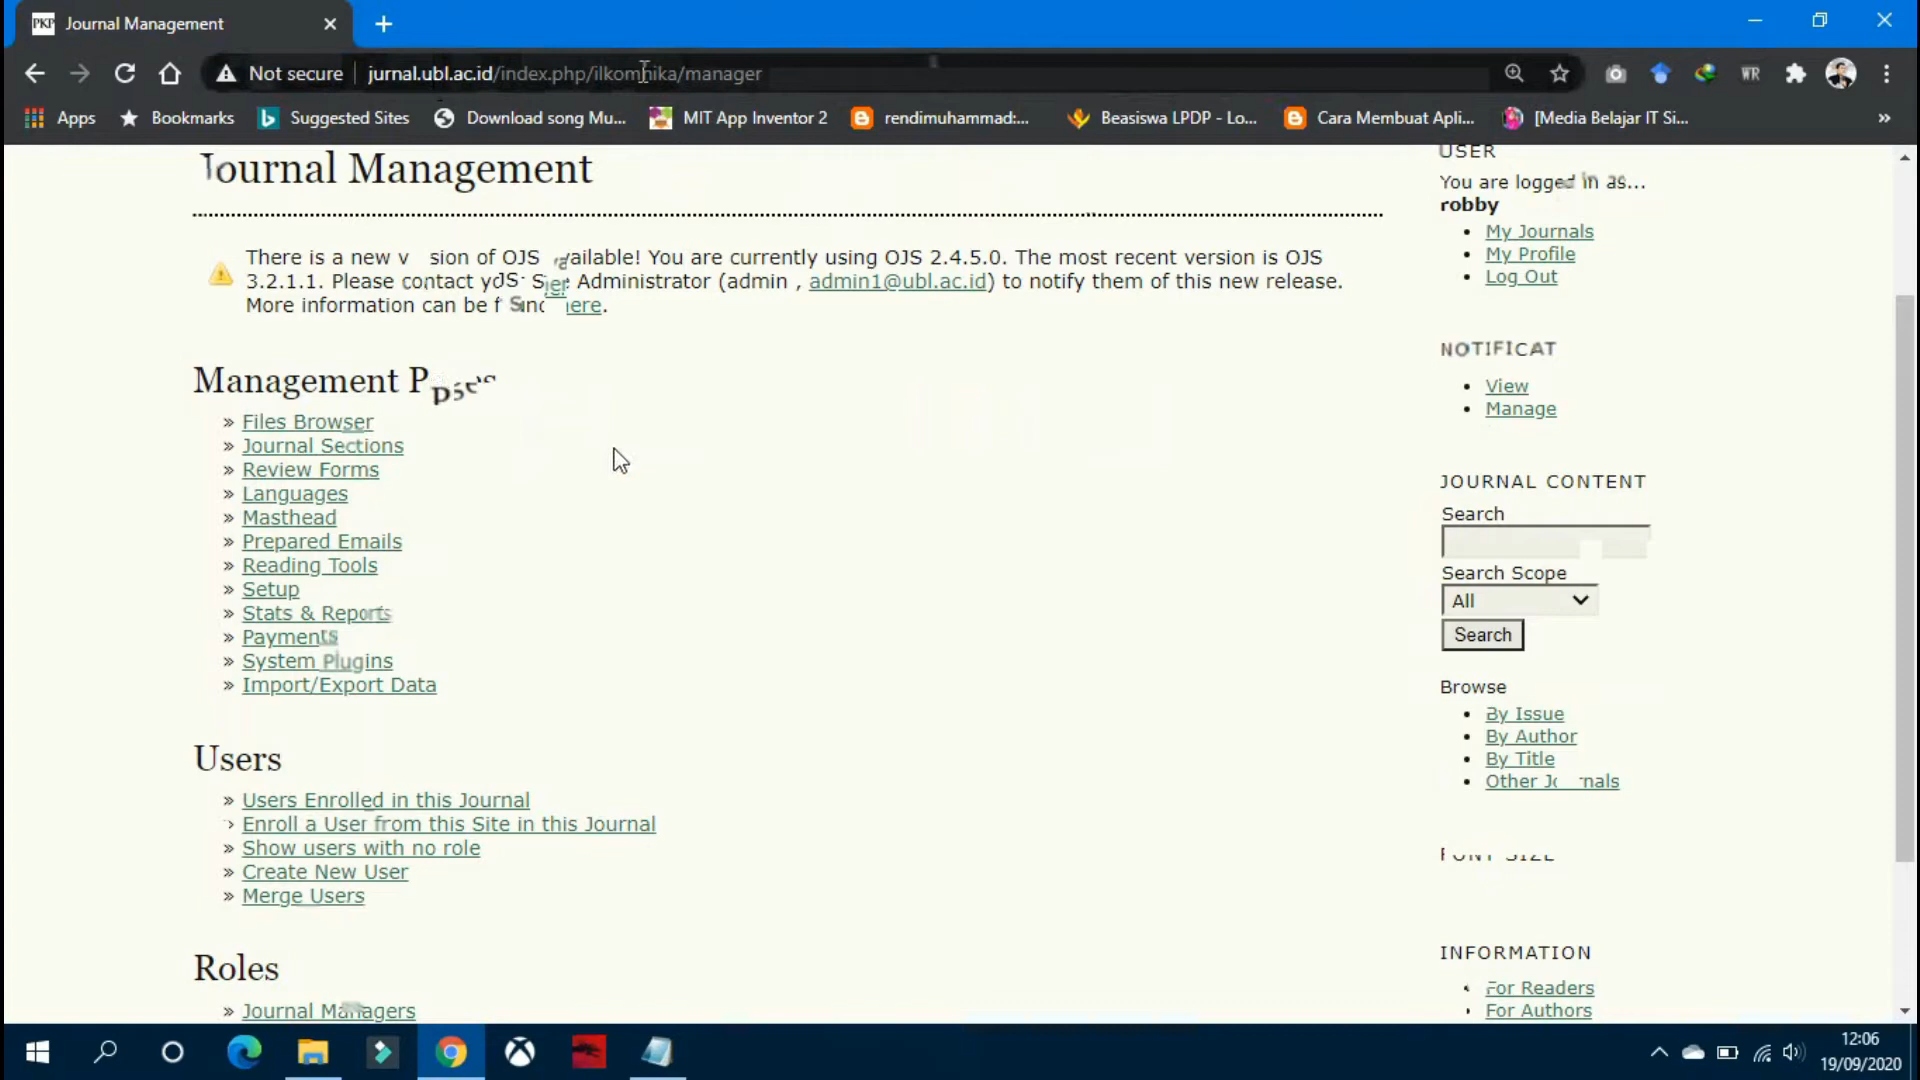 PKP Journal Management
Not secure jurnal.ubl.ac.id/index.php/ilkomnika/manager WR
Apps Bookmarks Suggested Sites Download song Mu... MIT App Inventor 2 rendimuhammad:... Beasiswa LPDP - Lo... Cara Membuat Apli... [Media Belajar IT Si... »
Journal Management
There is a new sion of OJS available! You are currently using OJS 2.4.5.0. The most recent version is OJS
3.2.1.1. Please contact Administrator (admin , admin1@ubl.ac.id) to notify them of this new release.
More information can be here.
Management
» Files Browser
» Journal Sections
» Review Forms
» Languages
» Masthead
» Prepared Emails
» Reading Tools
» Setup
» Stats & Reports
» Payments
» System Plugins
» Import/Export Data
Users
» Users Enrolled in this Journal
» Enroll a User from this Site in this Journal
» Show users with no role
» Create New User
» Merge Users
Roles
» Journal Managers
USER
You are logged in as...
robby
• My Journals
• My Profile
• Log Out
NOTIFICAT
• View
• Manage
JOURNAL CONTENT
Search
Search Scope
All
Search
Browse
• By Issue
• By Author
• By Title
• Other
FONT SIZE
INFORMATION
• For Readers
• For Authors
12:06
19/09/2020